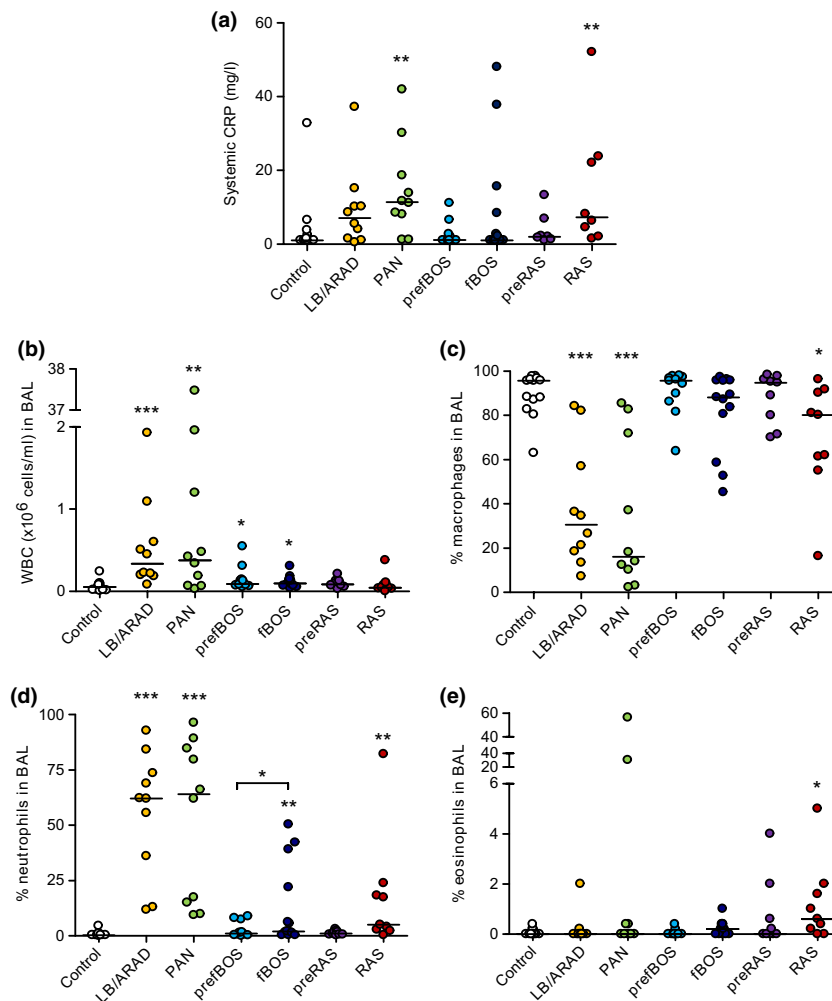 (a)
Systemic CRP (mg/l)
60
40
20
0
**
**
Control
LB/ARAD
PAN
prefBOS
fBOS
preRAS
RAS
(b)
WBC (x10⁶ cells/ml) in BAL
38
37
2
1
0
***
**
*
*
Control
LB/ARAD
PAN
prefBOS
fBOS
preRAS
RAS
(c)
% macrophages in BAL
100
80
60
40
20
0
***
***
*
Control
LB/ARAD
PAN
prefBOS
fBOS
preRAS
RAS
(d)
% neutrophils in BAL
100
75
50
25
0
***
***
*
**
**
Control
LB/ARAD
PAN
prefBOS
fBOS
preRAS
RAS
(e)
% eosinophils in BAL
60
40
20
6
4
2
0
*
Control
LB/ARAD
PAN
prefBOS
fBOS
preRAS
RAS